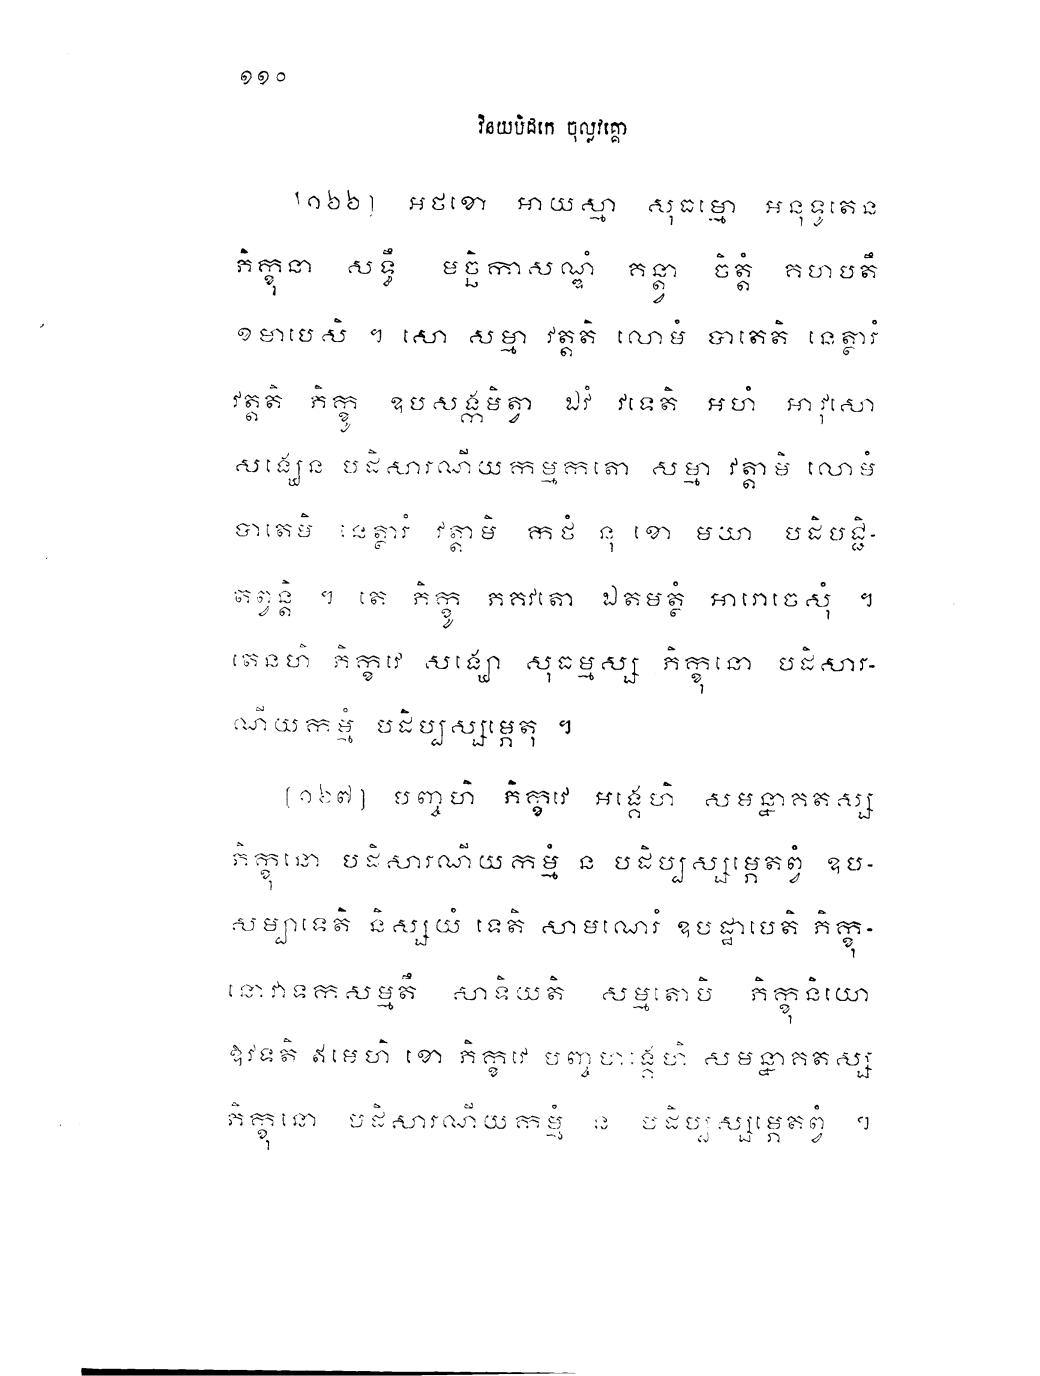 ១១០
វិនយបិដកេ ចុល្លវគ្គោ
[១៦៦] អថខោ អាយស្មា សុធម្មោ អនុទូតេន
ភិក្ខុនា សទ្ធឹ មច្ឆិកាសណ្ឌំ គន្ត្វា ចិត្តំ គហបតឹ
ខមាបេសិ ។ សោ សម្មា វត្តតិ លោមំ បាតេតិ នេត្ថារំ
វត្តតិ ភិក្ខូ ឧបសង្កមិត្វា ឯវំ វទេតិ អហំ អាវុសោ
សង្ឃេន បដិសារណីយកម្មកតោ សម្មា វត្តាមិ លោមំ
បាតេមិ នេត្ថារំ វត្តាមិ កថំ នុ ខោ មយា បដិបជ្ជិ-
តព្វន្តិ ។ តេ ភិក្ខូ ភគវតោ ឯតមត្ថំ អារោចេសុំ ។
តេនហិ ភិក្ខវេ សង្ឃោ សុធម្មស្ស ភិក្ខុនោ បដិសារ-
ណីយកម្មំ បដិប្បស្សម្ភេតុ ។
[១៦៧] បញ្ចហិ ភិក្ខវេ អង្គេហិ សមន្នាគតស្ស
ភិក្ខុនោ បដិសារណីយកម្មំ ន បដិប្បស្សម្ភេតព្វំ ឧប-
សម្បាទេតិ និស្សយំ ទេតិ សាមណេរំ ឧបដ្ឋាបេតិ ភិក្ខុ-
នោវាទកសម្មតឹ សាទិយតិ សម្មតោបិ ភិក្ខុនិយោ
ឱវទតិ ឥមេហិ ខោ ភិក្ខវេ បញ្ចហង្គេហិ សមន្នាគតស្ស
ភិក្ខុនោ បដិសារណីយកម្មំ ន បដិប្បស្សម្ភេតព្វំ ។